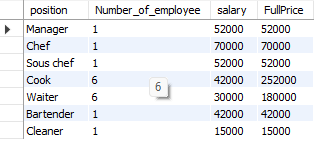 position Number_of_employee salary FullPrice
Manager 1 52000 52000
Chef 1 70000 70000
Sous chef 1 52000 52000
Cook 6 42000 252000
6
Waiter 6 30000 180000
Bartender 1 42000 42000
Cleaner 1 15000 15000